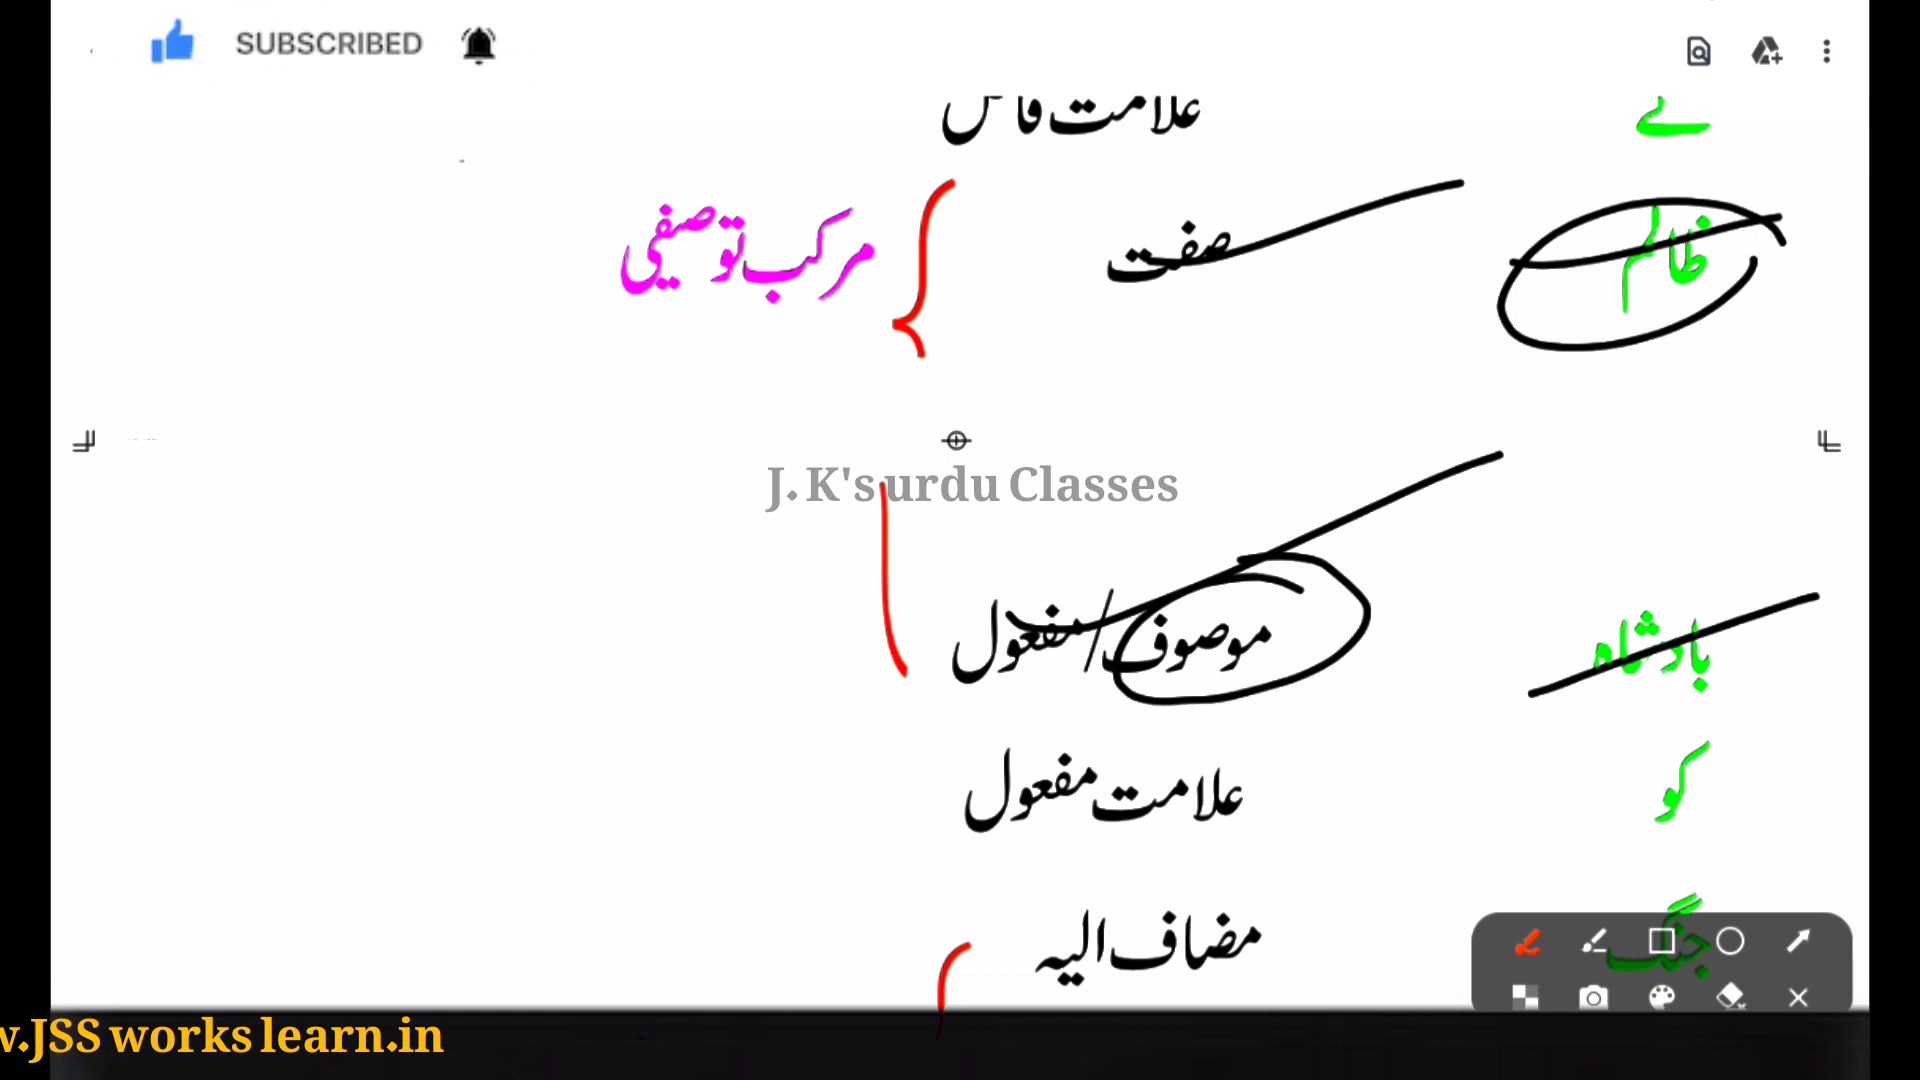 SUBSCRIBED
نے علامت فاعل
ظالم صفت مرکب توصیفی
J. K's urdu Classes
بادشاہ موصوف/مفعول
کو علامت مفعول
جنگ مضاف الیہ
w.JSS works learn.in